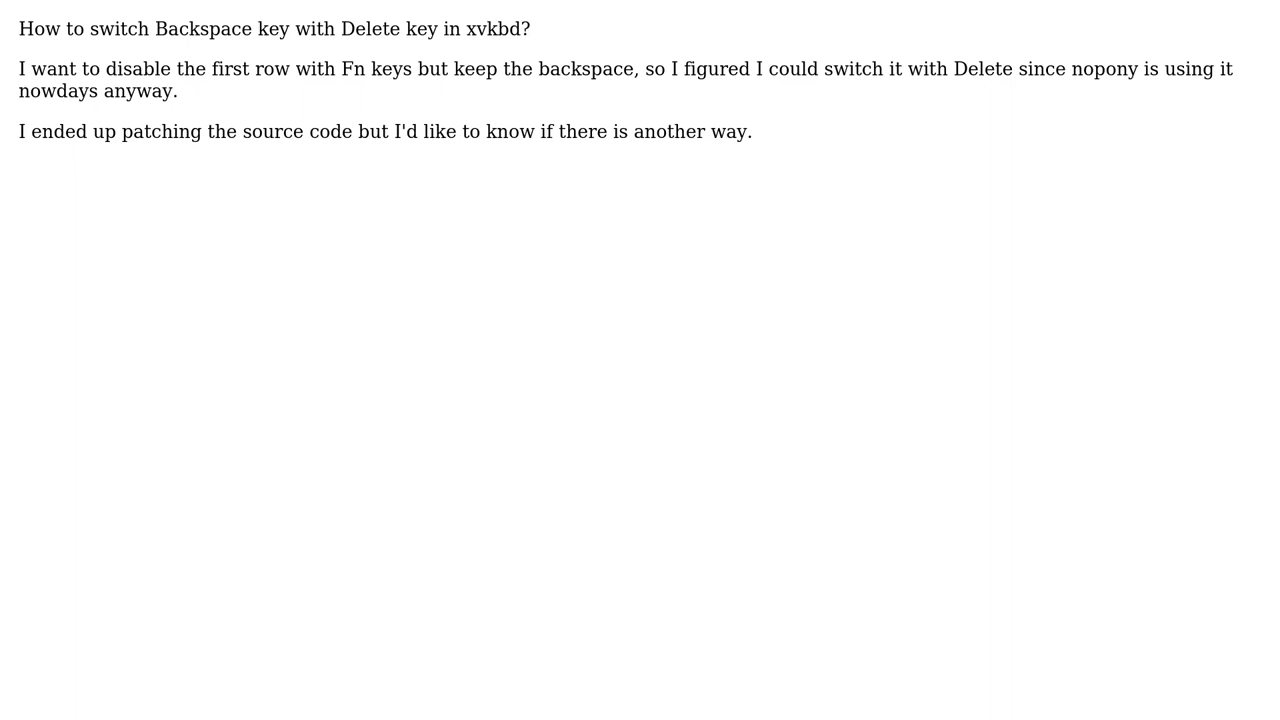 How to switch Backspace key with Delete key in xvkbd?
I want to disable the first row with Fn keys but keep the backspace, so I figured I could switch it with Delete since nopony is using it
nowdays anyway.
I ended up patching the source code but I'd like to know if there is another way.